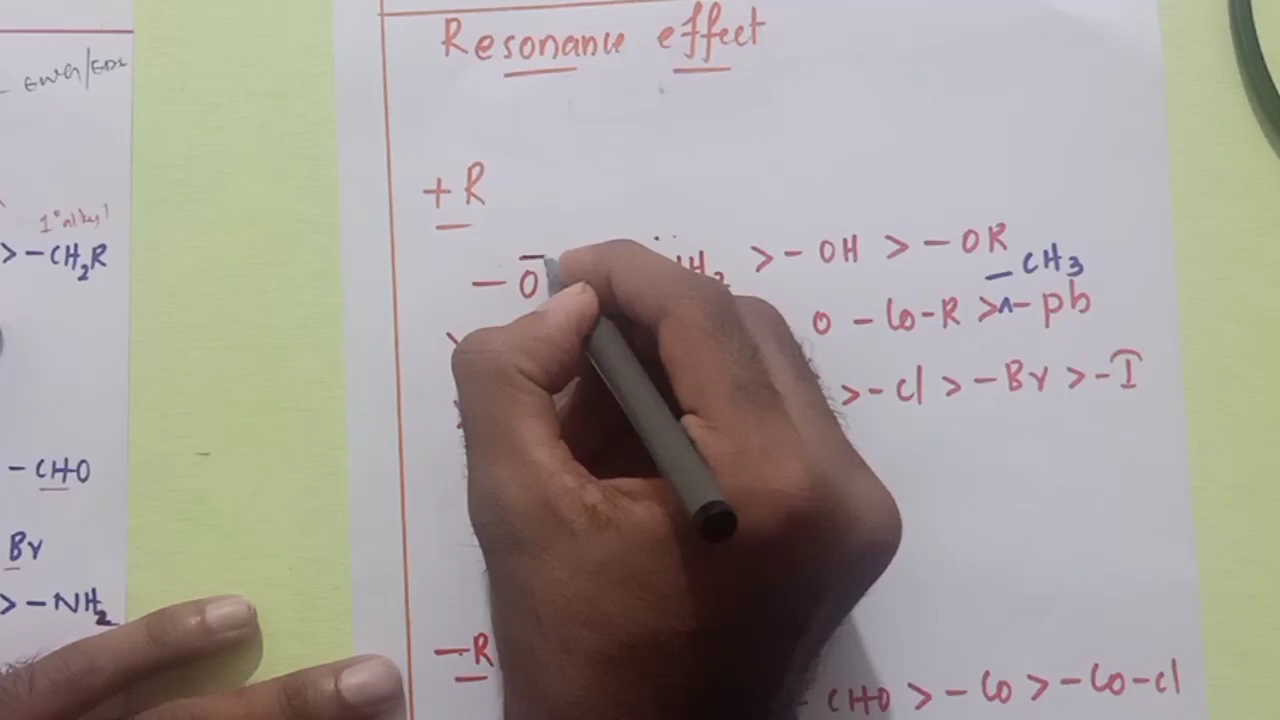 Resonance effect
EWG/EDG
+R
1° alkyl
> -CH₂R
-O⁻ H₂ > -OH > -OR
-CH3
O -Co-R > -pb
> -cl > -Br > -I
-CHO
Br
> -NH₂
-R
CHO > -Co > -Co-cl